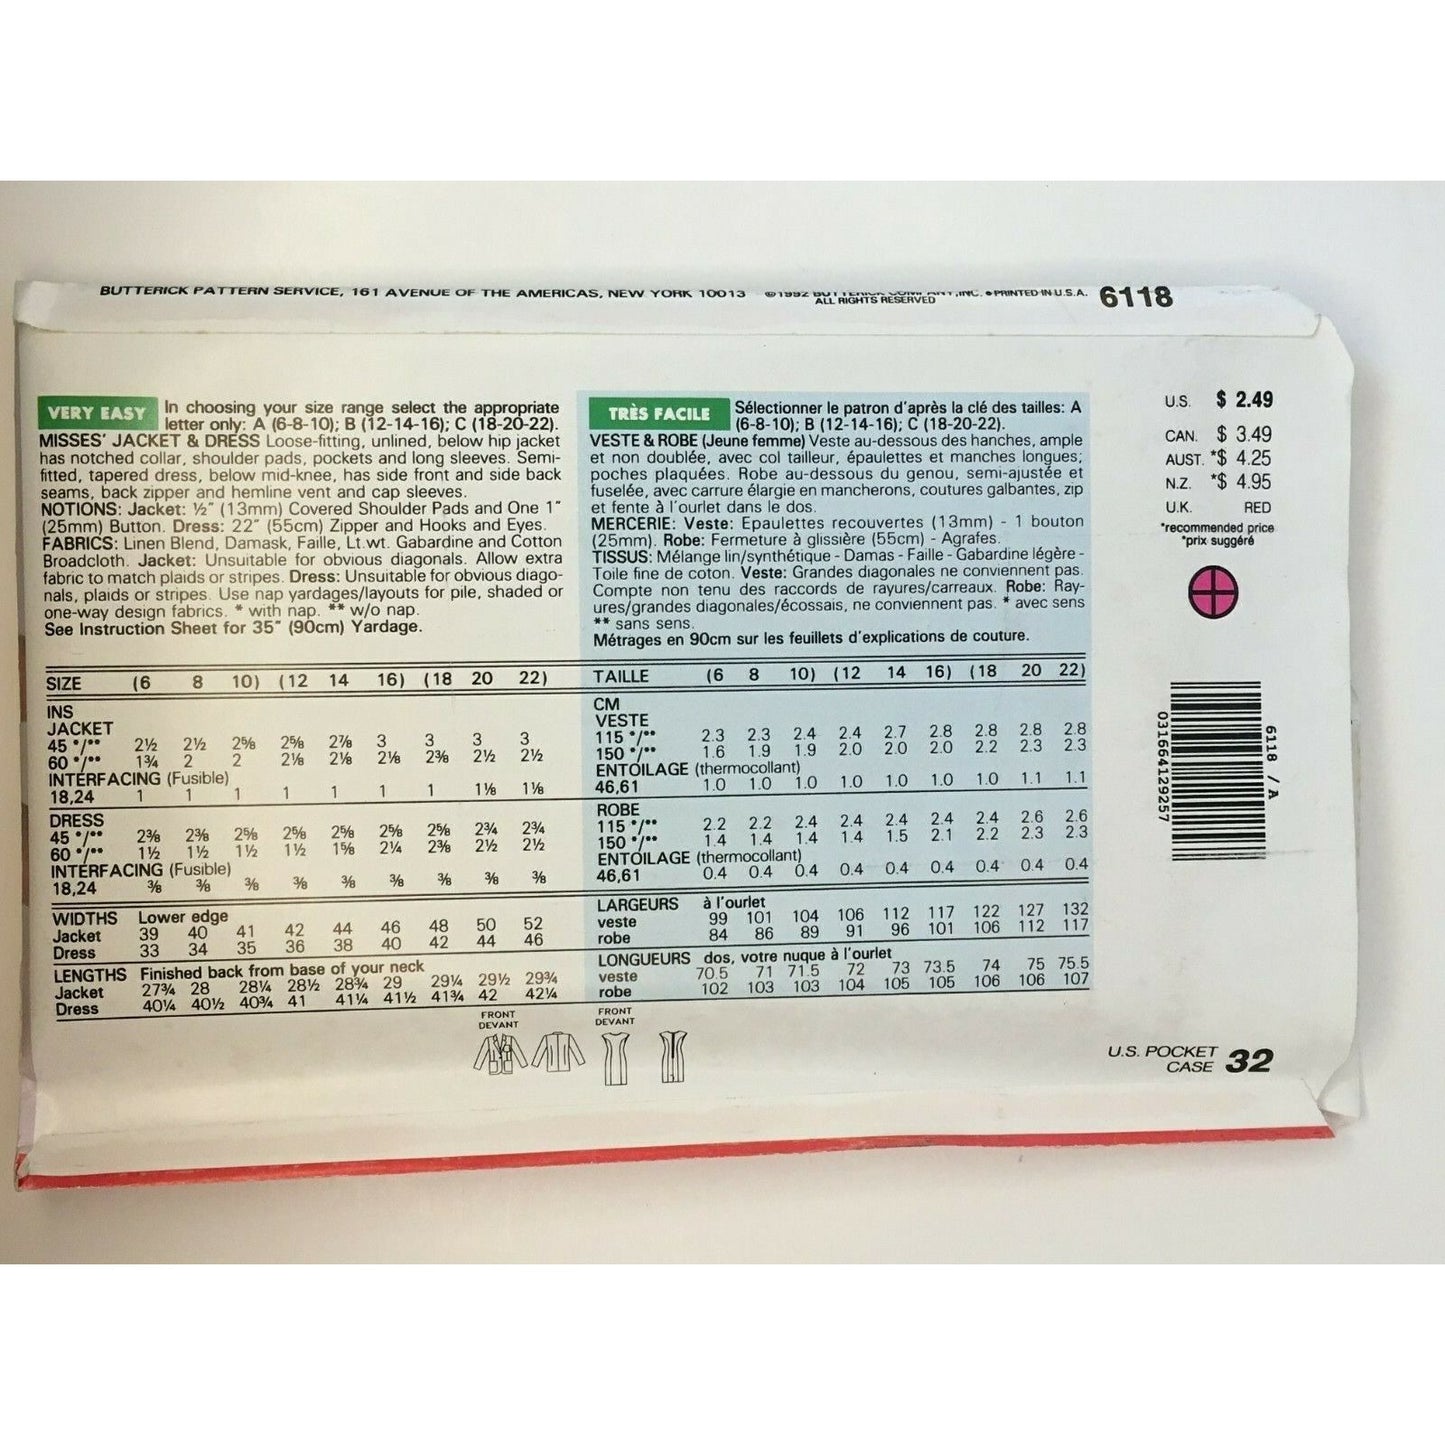 BUTTERICK PATTERN SERVICE, 161 AVENUE OF THE AMERICAS, NEW YORK 10013 ©1992 BUTTERICK COMPANY, INC. • PRINTED IN U.S.A. 6118
ALL RIGHTS RESERVED
VERY EASY In choosing your size range select the appropriate
letter only: A (6-8-10); B (12-14-16); C (18-20-22).
MISSES' JACKET & DRESS Loose-fitting, unlined, below hip jacket
has notched collar, shoulder pads, pockets and long sleeves. Semi-
fitted, tapered dress, below mid-knee, has side front and side back
seams, back zipper and hemline vent and cap sleeves.
NOTIONS: Jacket: ½" (13mm) Covered Shoulder Pads and One 1"
(25mm) Button. Dress: 22" (55cm) Zipper and Hooks and Eyes.
FABRICS: Linen Blend, Damask, Faille, Lt.wt. Gabardine and Cotton
Broadcloth. Jacket: Unsuitable for obvious diagonals. Allow extra
fabric to match plaids or stripes. Dress: Unsuitable for obvious diago-
nals, plaids or stripes. Use nap yardages/layouts for pile, shaded or
one-way design fabrics. * with nap. ** w/o nap.
See Instruction Sheet for 35" (90cm) Yardage.
SIZE (6 8 10) (12 14 16) (18 20 22)
INS
JACKET
45 */** 2½ 2½ 2⅝ 2⅝ 2⅞ 3 3 3 3
60 */** 1¾ 2 2 2⅛ 2⅛ 2⅛ 2⅜ 2½ 2½
INTERFACING (Fusible)
18,24 1 1 1 1 1 1 1 1⅛ 1⅛
DRESS
45 */** 2⅜ 2⅜ 2⅝ 2⅝ 2⅝ 2⅝ 2⅝ 2¾ 2¾
60 */** 1½ 1½ 1½ 1½ 1⅝ 2¼ 2⅜ 2½ 2½
INTERFACING (Fusible)
18,24 ⅜ ⅜ ⅜ ⅜ ⅜ ⅜ ⅜ ⅜ ⅜
WIDTHS Lower edge
Jacket 39 40 41 42 44 46 48 50 52
Dress 33 34 35 36 38 40 42 44 46
LENGTHS Finished back from base of your neck
Jacket 27¾ 28 28¼ 28½ 28¾ 29 29¼ 29½ 29¾
Dress 40¼ 40½ 40¾ 41 41¼ 41½ 41¾ 42 42¼
FRONT
DEVANT
TRÈS FACILE Sélectionner le patron d'après la clé des tailles: A
(6-8-10); B (12-14-16); C (18-20-22).
VESTE & ROBE (Jeune femme) Veste au-dessous des hanches, ample
et non doublée, avec col tailleur, épaulettes et manches longues;
poches plaquées. Robe au-dessous du genou, semi-ajustée et
fuselée, avec carrure élargie en mancherons, coutures galbantes, zip
et fente à l'ourlet dans le dos.
MERCERIE: Veste: Epaulettes recouvertes (13mm) - 1 bouton
(25mm). Robe: Fermeture à glissière (55cm) - Agrafes.
TISSUS: Mélange lin/synthétique - Damas - Faille - Gabardine légère -
Toile fine de coton. Veste: Grandes diagonales ne conviennent pas.
Compte non tenu des raccords de rayures/carreaux. Robe: Ray-
ures/grandes diagonales/écossais, ne conviennent pas. * avec sens
** sans sens.
Métrages en 90cm sur les feuillets d'explications de couture.
TAILLE (6 8 10) (12 14 16) (18 20 22)
CM
VESTE
115 */** 2.3 2.3 2.4 2.4 2.7 2.8 2.8 2.8 2.8
150 */** 1.6 1.9 1.9 2.0 2.0 2.0 2.2 2.3 2.3
ENTOILAGE (thermocollant)
46,61 1.0 1.0 1.0 1.0 1.0 1.0 1.0 1.1 1.1
ROBE
115 */** 2.2 2.2 2.4 2.4 2.4 2.4 2.4 2.6 2.6
150 */** 1.4 1.4 1.4 1.4 1.5 2.1 2.2 2.3 2.3
ENTOILAGE (thermocollant)
46,61 0.4 0.4 0.4 0.4 0.4 0.4 0.4 0.4 0.4
LARGEURS à l'ourlet
veste 99 101 104 106 112 117 122 127 132
robe 84 86 89 91 96 101 106 112 117
LONGUEURS dos, votre nuque à l'ourlet
veste 70.5 71 71.5 72 73 73.5 74 75 75.5
robe 102 103 103 104 105 105 106 106 107
FRONT
DEVANT
U.S. $ 2.49
CAN. $ 3.49
AUST. *$ 4.25
N.Z. *$ 4.95
U.K. RED
*recommended price
*prix suggéré
6118 / A
031664129257
U.S. POCKET
CASE 32